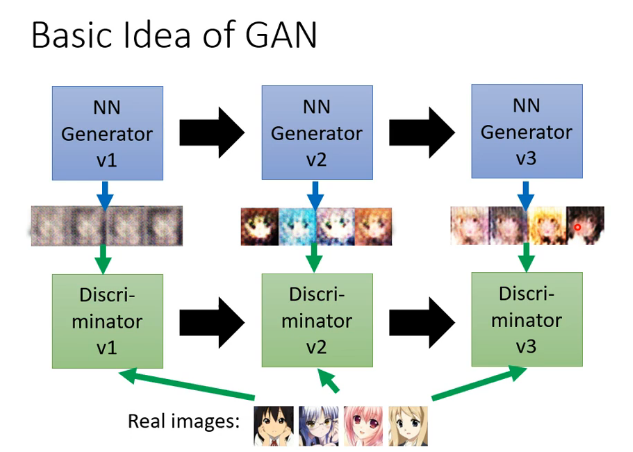 Basic Idea of GAN
NN
Generator
v1
NN
Generator
v2
NN
Generator
v3
Discri-
minator
v1
Discri-
minator
v2
Discri-
minator
v3
Real images: